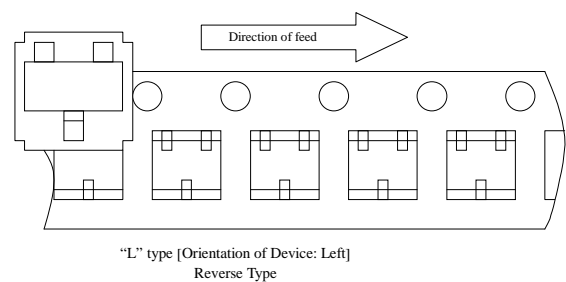 Direction of feed
“L” type [Orientation of Device: Left]
Reverse Type